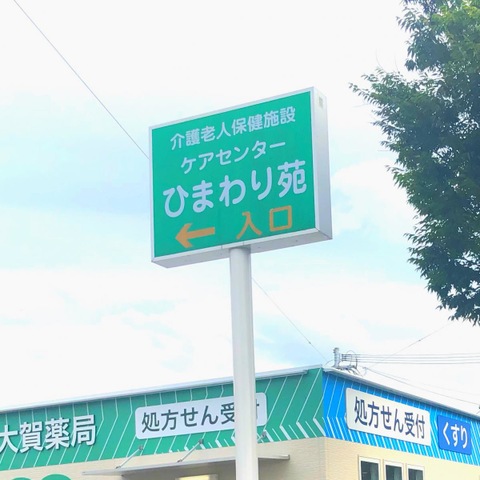 介護老人保健施設
ケアセンター
ひまわり苑
← 入口
大賀薬局
処方せん受付
処方せん受付
くすり